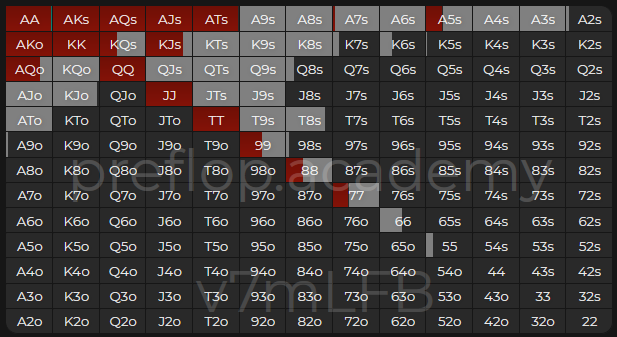 AA AKs AQs AJs ATs A9s A8s A7s A6s A5s A4s A3s A2s
AKo KK KQs KJs KTs K9s K8s K7s K6s K5s K4s K3s K2s
AQo KQo QQ QJs QTs Q9s Q8s Q7s Q6s Q5s Q4s Q3s Q2s
AJo KJo QJo JJ JTs J9s J8s J7s J6s J5s J4s J3s J2s
ATo KTo QTo JTo TT T9s T8s T7s T6s T5s T4s T3s T2s
A9o K9o Q9o J9o T9o 99 98s 97s 96s 95s 94s 93s 92s
A8o K8o Q8o J8o T8o 98o 88 87s 86s 85s 84s 83s 82s
preflop.academy
A7o K7o Q7o J7o T7o 97o 87o 77 76s 75s 74s 73s 72s
A6o K6o Q6o J6o T6o 96o 86o 76o 66 65s 64s 63s 62s
A5o K5o Q5o J5o T5o 95o 85o 75o 65o 55 54s 53s 52s
A4o K4o Q4o J4o T4o 94o 84o 74o 64o 54o 44 43s 42s
v7mLFB
A3o K3o Q3o J3o T3o 93o 83o 73o 63o 53o 43o 33 32s
A2o K2o Q2o J2o T2o 92o 82o 72o 62o 52o 42o 32o 22